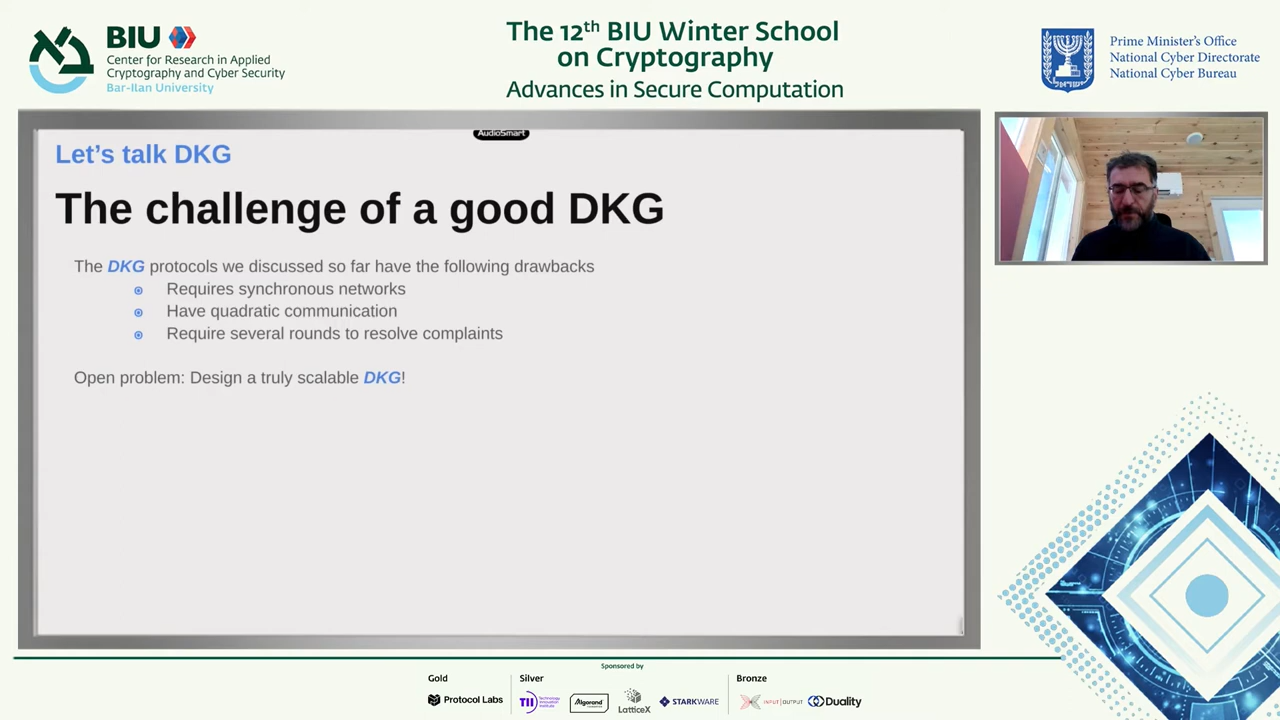 BIU
Center for Research in Applied
Cryptography and Cyber Security
Bar-Ilan University
The 12th BIU Winter School
on Cryptography
Advances in Secure Computation
Prime Minister's Office
National Cyber Directorate
National Cyber Bureau
AudioSmart
Let's talk DKG
The challenge of a good DKG
The DKG protocols we discussed so far have the following drawbacks
Requires synchronous networks
Have quadratic communication
Require several rounds to resolve complaints
Open problem: Design a truly scalable DKG!
Sponsored by
Gold
Silver
Bronze
Protocol Labs
TII Technology Innovation Institute
Algorand
LatticeX
STARKWARE
INPUT | OUTPUT
Duality